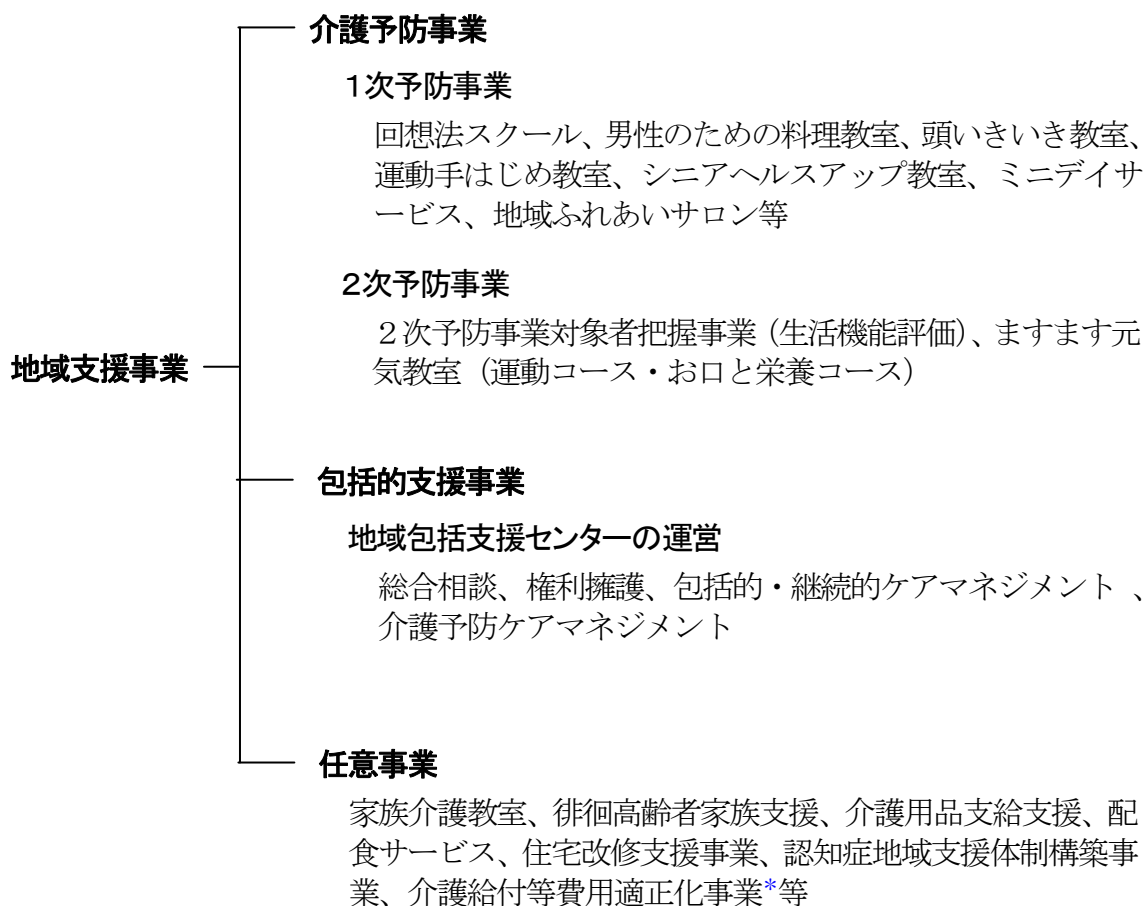 介護予防事業
１次予防事業
回想法スクール、男性のための料理教室、頭いきいき教室、
運動手はじめ教室、シニアヘルスアップ教室、ミニデイサ
ービス、地域ふれあいサロン等
２次予防事業
２次予防事業対象者把握事業（生活機能評価）、ますます元
気教室（運動コース・お口と栄養コース）
地域支援事業
包括的支援事業
地域包括支援センターの運営
総合相談、権利擁護、包括的・継続的ケアマネジメント 、
介護予防ケアマネジメント
任意事業
家族介護教室、徘徊高齢者家族支援、介護用品支給支援、配
食サービス、住宅改修支援事業、認知症地域支援体制構築事
業、介護給付等費用適正化事業*等